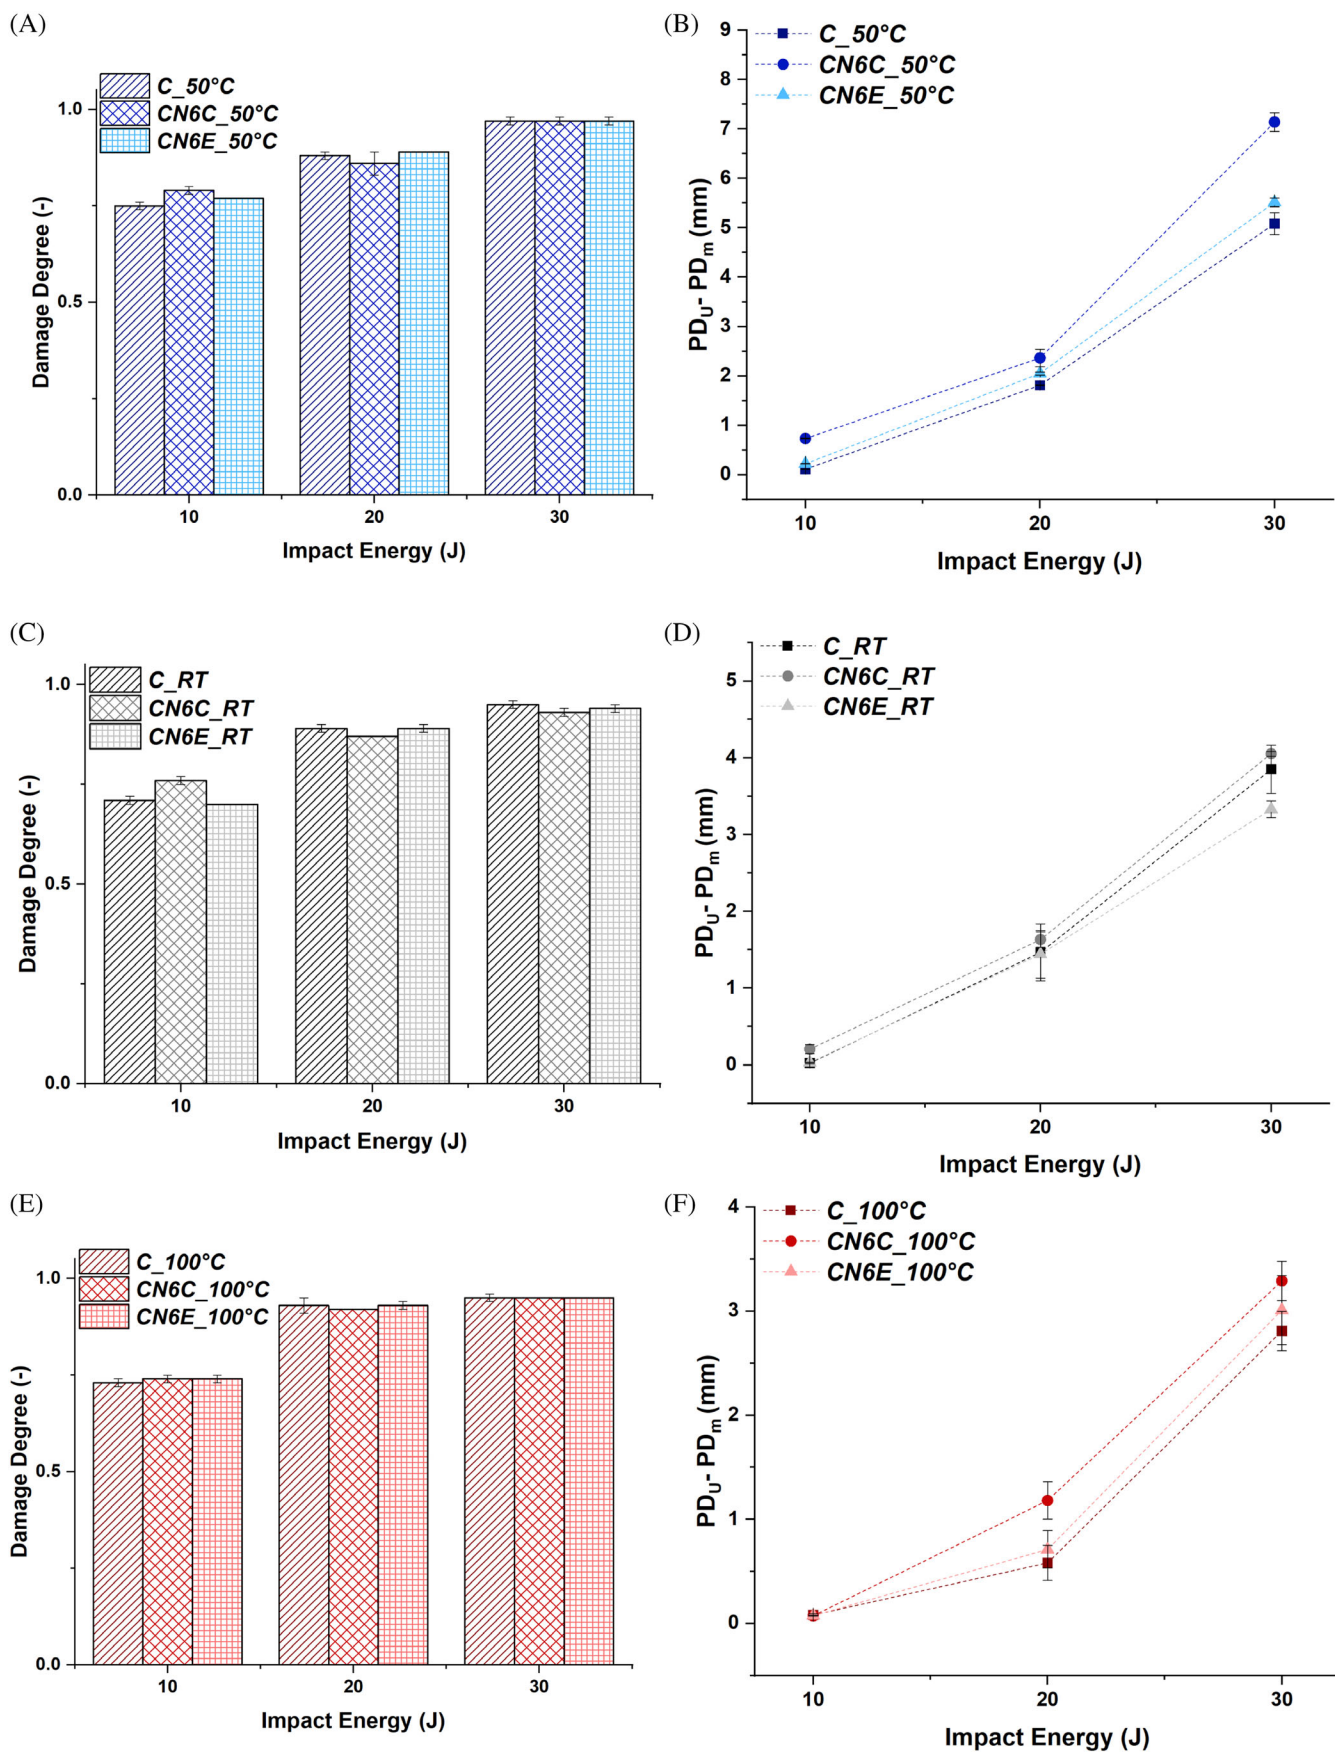 (A)
C_50°C
CN6C_50°C
CN6E_50°C
1.0
0.5
0.0
Damage Degree (-)
10 20 30
Impact Energy (J)
(B)
C_50°C
CN6C_50°C
CN6E_50°C
9
8
7
6
5
4
3
2
1
0
PDU- PDm (mm)
10 20 30
Impact Energy (J)
(C)
C_RT
CN6C_RT
CN6E_RT
1.0
0.5
0.0
Damage Degree (-)
10 20 30
Impact Energy (J)
(D)
C_RT
CN6C_RT
CN6E_RT
5
4
3
2
1
0
PDU- PDm (mm)
10 20 30
Impact Energy (J)
(E)
C_100°C
CN6C_100°C
CN6E_100°C
1.0
0.5
0.0
Damage Degree (-)
10 20 30
Impact Energy (J)
(F)
C_100°C
CN6C_100°C
CN6E_100°C
4
3
2
1
0
PDU- PDm (mm)
10 20 30
Impact Energy (J)